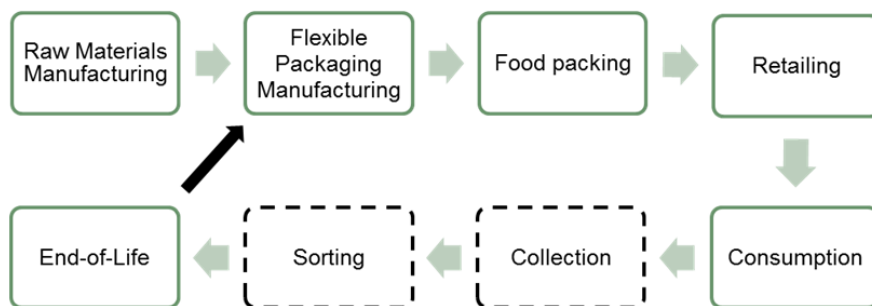 Raw Materials
Manufacturing
Flexible
Packaging
Manufacturing
Food packing
Retailing
End-of-Life
Sorting
Collection
Consumption